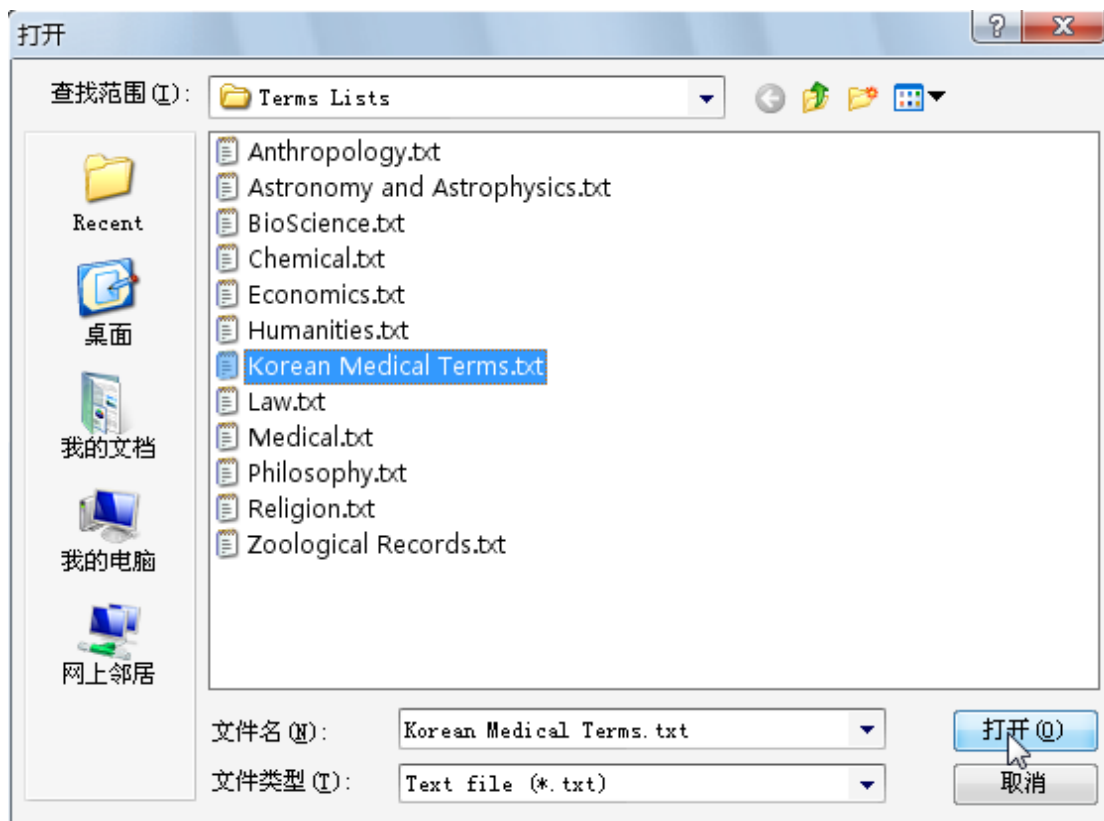 打开
查找范围(I):
Terms Lists
Recent
桌面
我的文档
我的电脑
网上邻居
Anthropology.txt
Astronomy and Astrophysics.txt
BioScience.txt
Chemical.txt
Economics.txt
Humanities.txt
Korean Medical Terms.txt
Law.txt
Medical.txt
Philosophy.txt
Religion.txt
Zoological Records.txt
文件名(N):
Korean Medical Terms.txt
打开(O)
文件类型(T):
Text file (*.txt)
取消